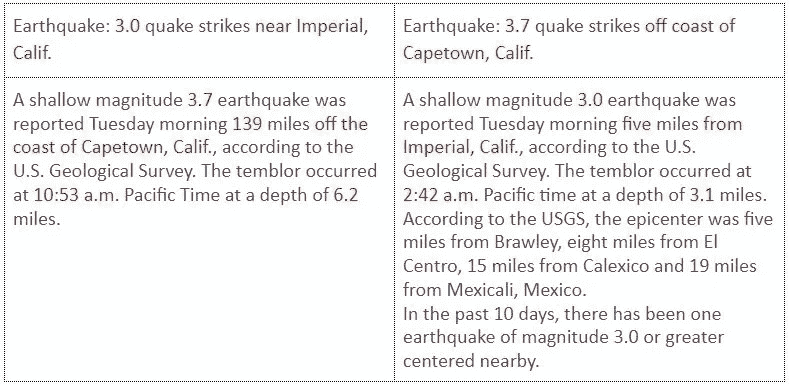 Earthquake: 3.0 quake strikes near Imperial,
Calif.
Earthquake: 3.7 quake strikes off coast of
Capetown, Calif.
A shallow magnitude 3.7 earthquake was
reported Tuesday morning 139 miles off the
coast of Capetown, Calif., according to the
U.S. Geological Survey. The temblor occurred
at 10:53 a.m. Pacific Time at a depth of 6.2
miles.
A shallow magnitude 3.0 earthquake was
reported Tuesday morning five miles from
Imperial, Calif., according to the U.S.
Geological Survey. The temblor occurred at
2:42 a.m. Pacific time at a depth of 3.1 miles.
According to the USGS, the epicenter was five
miles from Brawley, eight miles from El
Centro, 15 miles from Calexico and 19 miles
from Mexicali, Mexico.
In the past 10 days, there has been one
earthquake of magnitude 3.0 or greater
centered nearby.